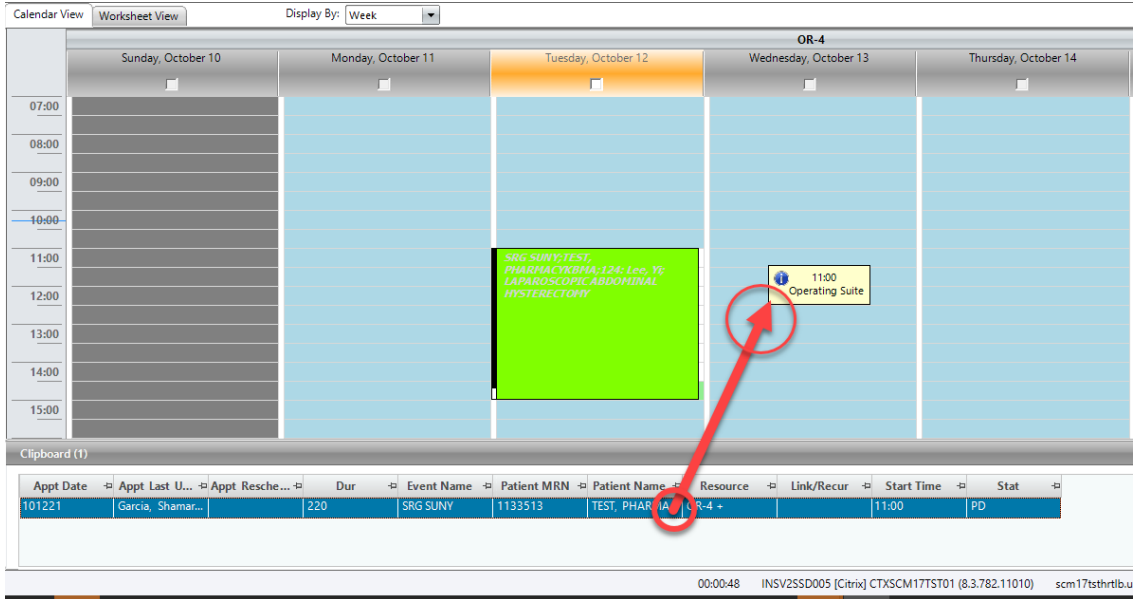 Calendar View Worksheet View Display By: Week
OR-4
Sunday, October 10 Monday, October 11 Tuesday, October 12 Wednesday, October 13 Thursday, October 14
07:00
08:00
09:00
10:00
11:00
12:00
13:00
14:00
15:00
SRG SUNY;TEST,
PHARMACYKBMA;124: Lee, Yi;
LAPAROSCOPIC ABDOMINAL
HYSTERECTOMY
11:00
Operating Suite
Clipboard (1)
Appt Date Appt Last U... Appt Resche... Dur Event Name Patient MRN Patient Name Resource Link/Recur Start Time Stat
101221 Garcia, Shamar... 220 SRG SUNY 1133513 TEST, PHARMA OR-4 + 11:00 PD
00:00:48 INSV2SSD005 [Citrix] CTXSCM17TST01 (8.3.782.11010) scm17tsthrtlb.u